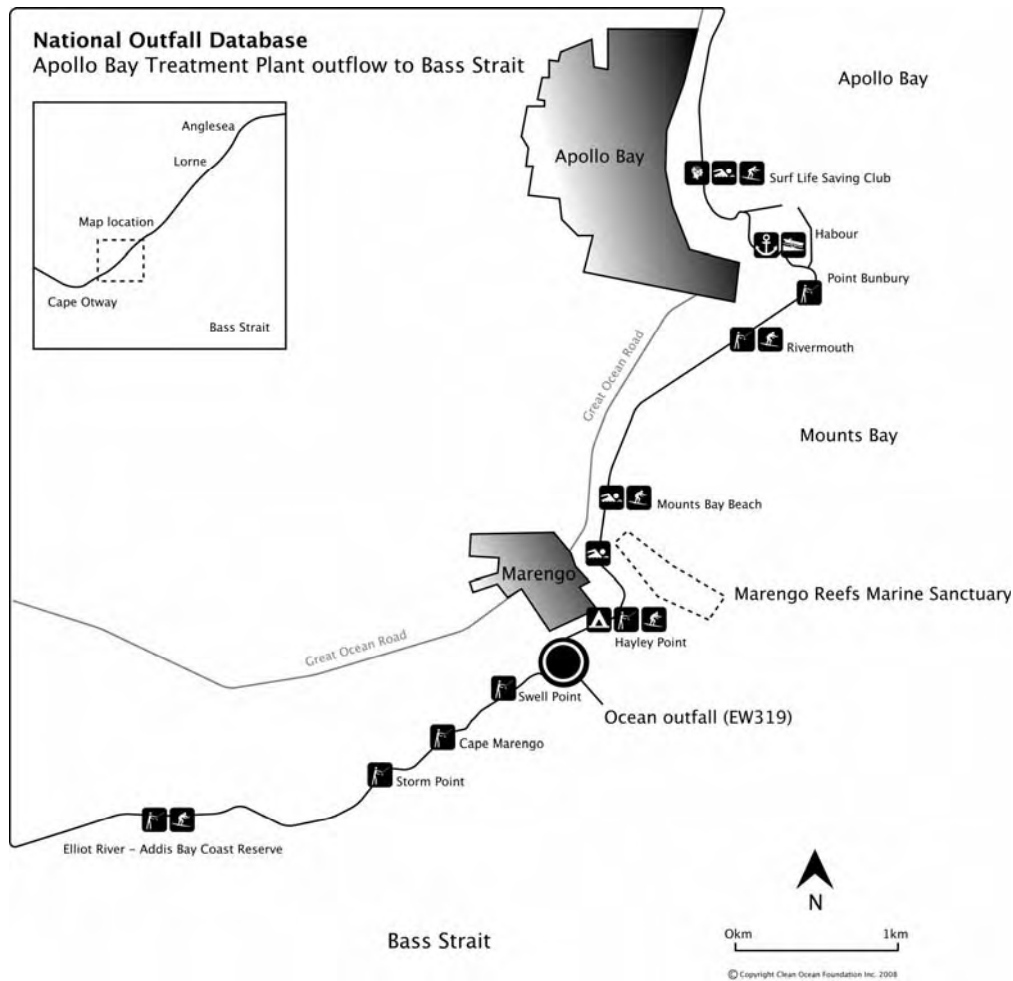 National Outfall Database
Apollo Bay Treatment Plant outflow to Bass Strait
Anglesea
Lorne
Map location
Cape Otway
Bass Strait
Apollo Bay
Apollo Bay
Surf Life Saving Club
Habour
Point Bunbury
Rivermouth
Great Ocean Road
Mounts Bay
Mounts Bay Beach
Marengo
Marengo Reefs Marine Sanctuary
Hayley Point
Great Ocean Road
Swell Point
Ocean outfall (EW319)
Cape Marengo
Storm Point
Elliot River - Addis Bay Coast Reserve
N
Bass Strait
0km 1km
© Copyright Clean Ocean Foundation Inc. 2008